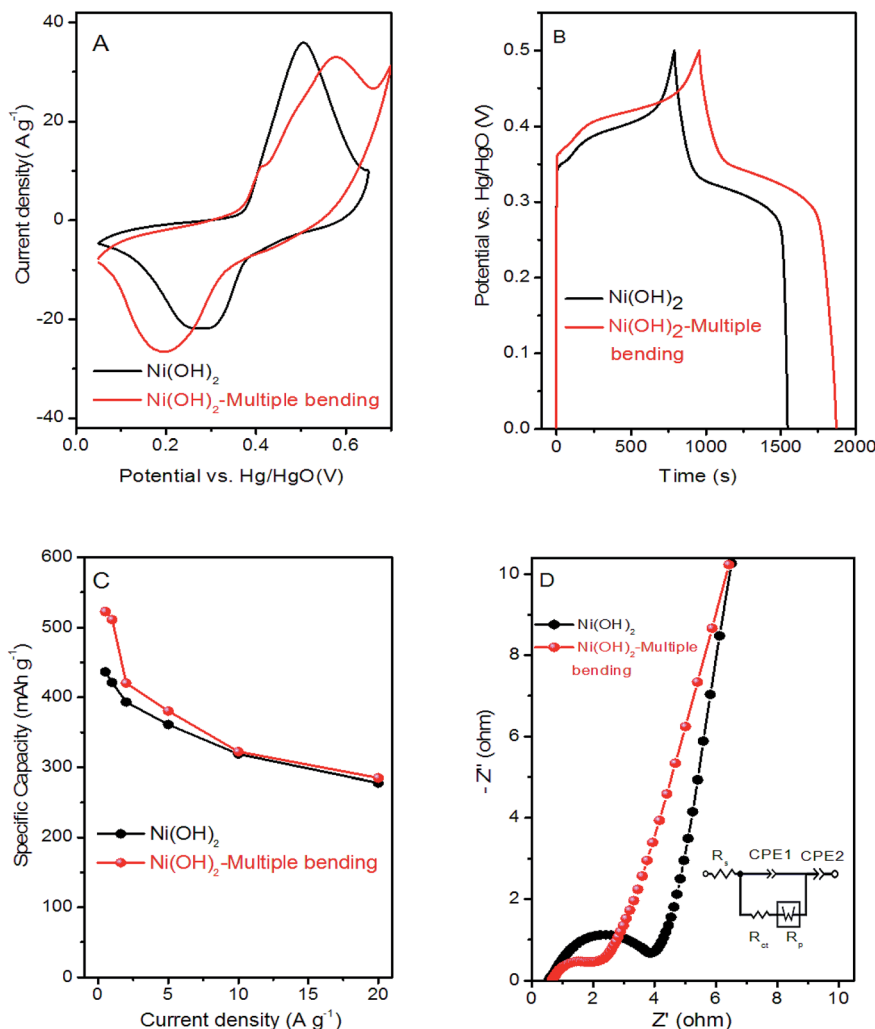 A
Current density( A g-1)
40
20
0
-20
-40
0.0
0.2
0.4
0.6
Potential vs. Hg/HgO(V)
Ni(OH)2
Ni(OH)2-Multiple bending
B
Potential vs. Hg/HgO (V)
0.5
0.4
0.3
0.2
0.1
0.0
0
500
1000
1500
2000
Time (s)
Ni(OH)2
Ni(OH)2-Multiple
bending
C
Specific Capacity (mAh g-1)
600
500
400
300
200
100
0
0
5
10
15
20
Current density (A g-1)
Ni(OH)2
Ni(OH)2-Multiple bending
D
- Z" (ohm)
10
8
6
4
2
0
0
2
4
6
8
10
Z' (ohm)
Ni(OH)2
Ni(OH)2-Multiple
bending
Rs
CPE1
CPE2
Rct
W
Rp